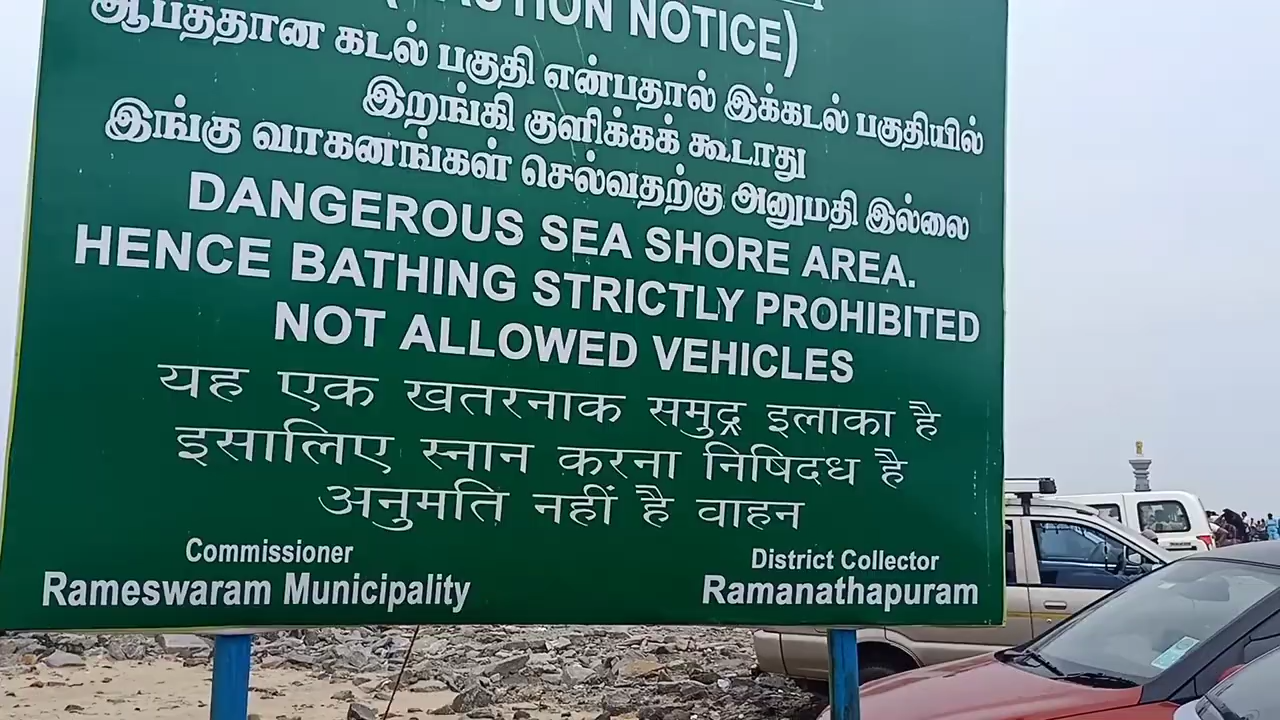 NOTICE)
ஆபத்தான கடல் பகுதி என்பதால் இக்கடல் பகுதியில்
இறங்கி குளிக்கக் கூடாது
இங்கு வாகனங்கள் செல்வதற்கு அனுமதி இல்லை
DANGEROUS SEA SHORE AREA.
HENCE BATHING STRICTLY PROHIBITED
NOT ALLOWED VEHICLES
यह एक खतरनाक समुद्र इलाका है
इसालिए स्नान करना निषिदध है
अनुमति नहीं है वाहन
Commissioner
Rameswaram Municipality
District Collector
Ramanathapuram